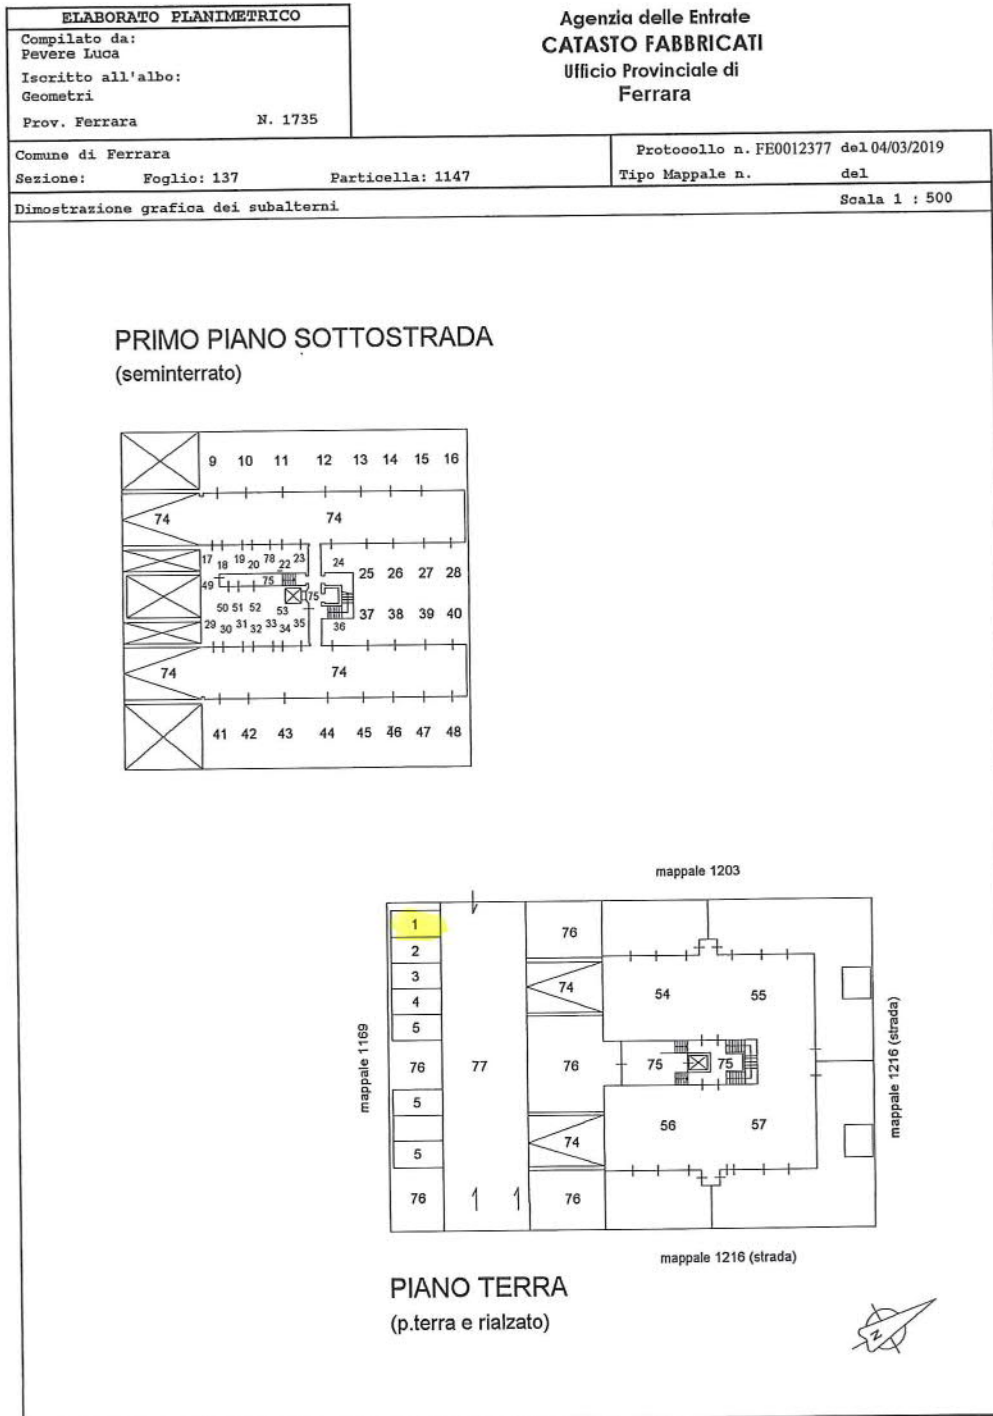 ELABORATO PLANIMETRICO
Compilato da:
Pevere Luca
Iscritto all'albo:
Geometri
Prov. Ferrara N. 1735
Agenzia delle Entrate
CATASTO FABBRICATI
Ufficio Provinciale di
Ferrara
Comune di Ferrara
Sezione: Foglio: 137 Particella: 1147
Protocollo n. FE0012377 del 04/03/2019
Tipo Mappale n. del
Dimostrazione grafica dei subalterni
Scala 1 : 500
PRIMO PIANO SOTTOSTRADA
(seminterrato)
9 10 11 12 13 14 15 16
74 74
17 18 19 20 78 22 23 24
25 26 27 28
49 75
75
50 51 52 53
37 38 39 40
29 30 31 32 33 34 35 36
74 74
41 42 43 44 45 46 47 48
mappale 1203
1 76
2
3 74 54 55
4
5
mappale 1169
76 77 76 75 75
mappale 1216 (strada)
5
56 57
5 74
76 76
mappale 1216 (strada)
PIANO TERRA
(p.terra e rialzato)
N